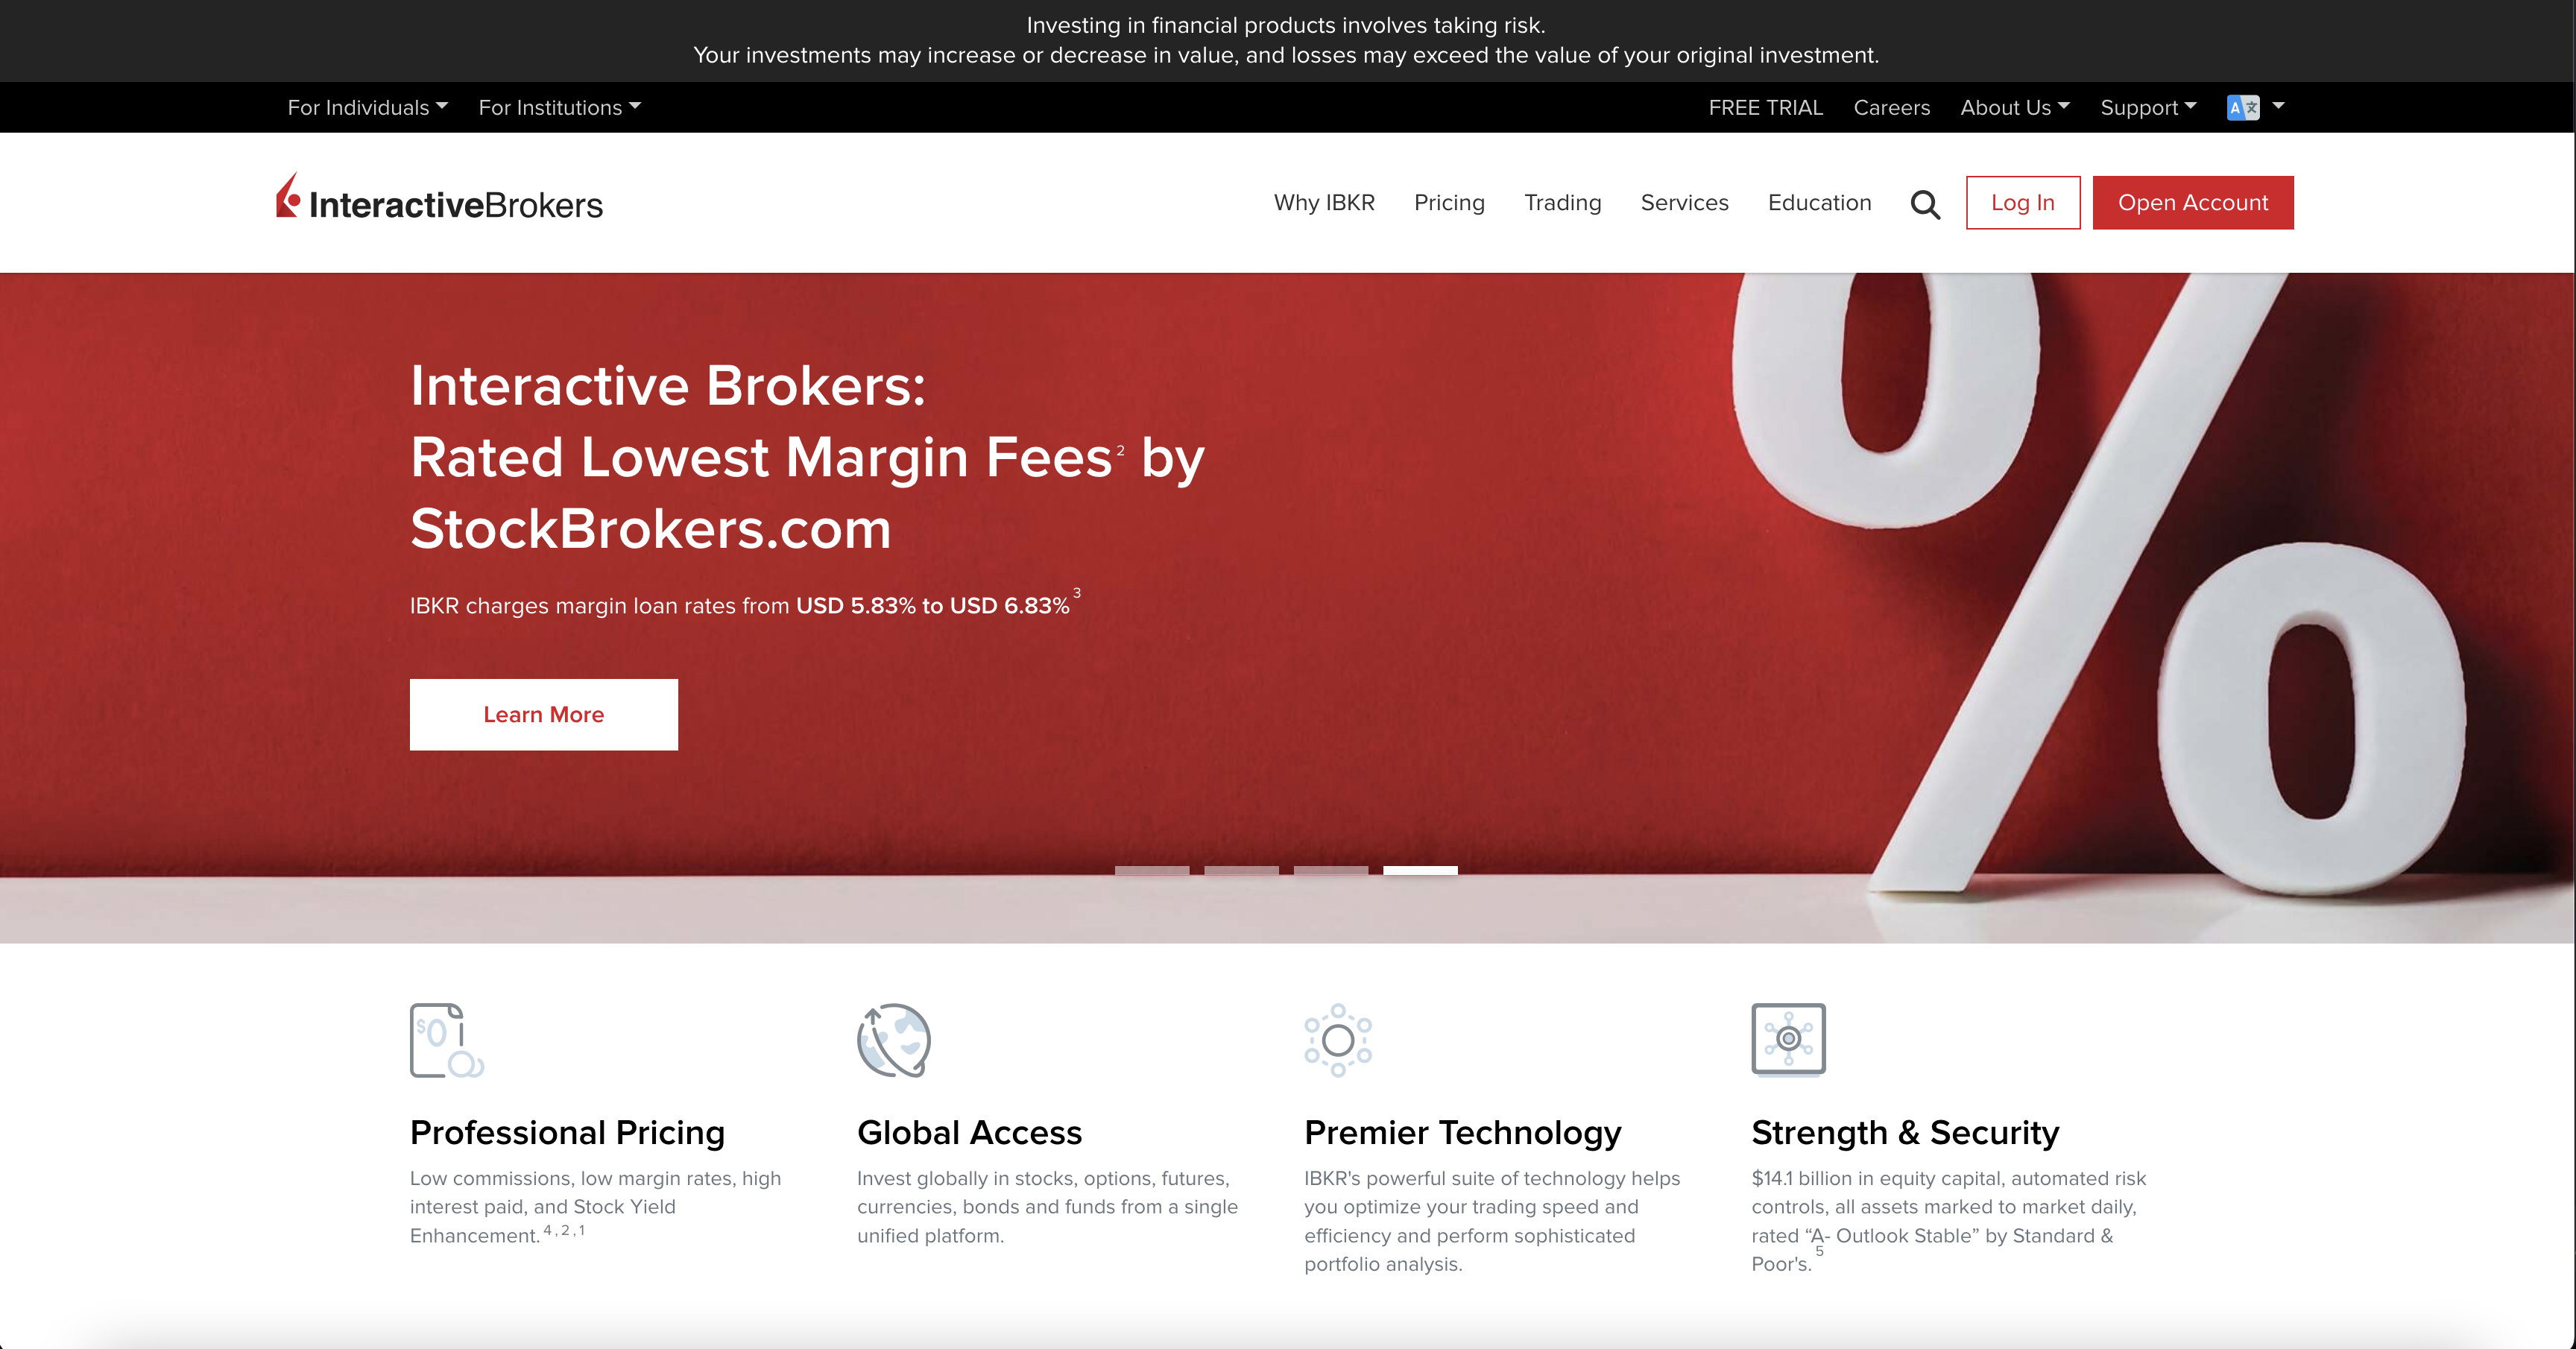 Investing in financial products involves taking risk.
Your investments may increase or decrease in value, and losses may exceed the value of your original investment.
For Individuals
For Institutions
FREE TRIAL
Careers
About Us
Support
A 文
InteractiveBrokers
Why IBKR
Pricing
Trading
Services
Education
Log In
Open Account
Interactive Brokers:
Rated Lowest Margin Fees 2 by
StockBrokers.com
IBKR charges margin loan rates from USD 5.83% to USD 6.83% 3
Learn More
%
$0
Professional Pricing
Low commissions, low margin rates, high
interest paid, and Stock Yield
Enhancement. 4 , 2 , 1
Global Access
Invest globally in stocks, options, futures,
currencies, bonds and funds from a single
unified platform.
Premier Technology
IBKR's powerful suite of technology helps
you optimize your trading speed and
efficiency and perform sophisticated
portfolio analysis.
Strength & Security
$14.1 billion in equity capital, automated risk
controls, all assets marked to market daily,
rated “A- Outlook Stable” by Standard &
Poor's. 5